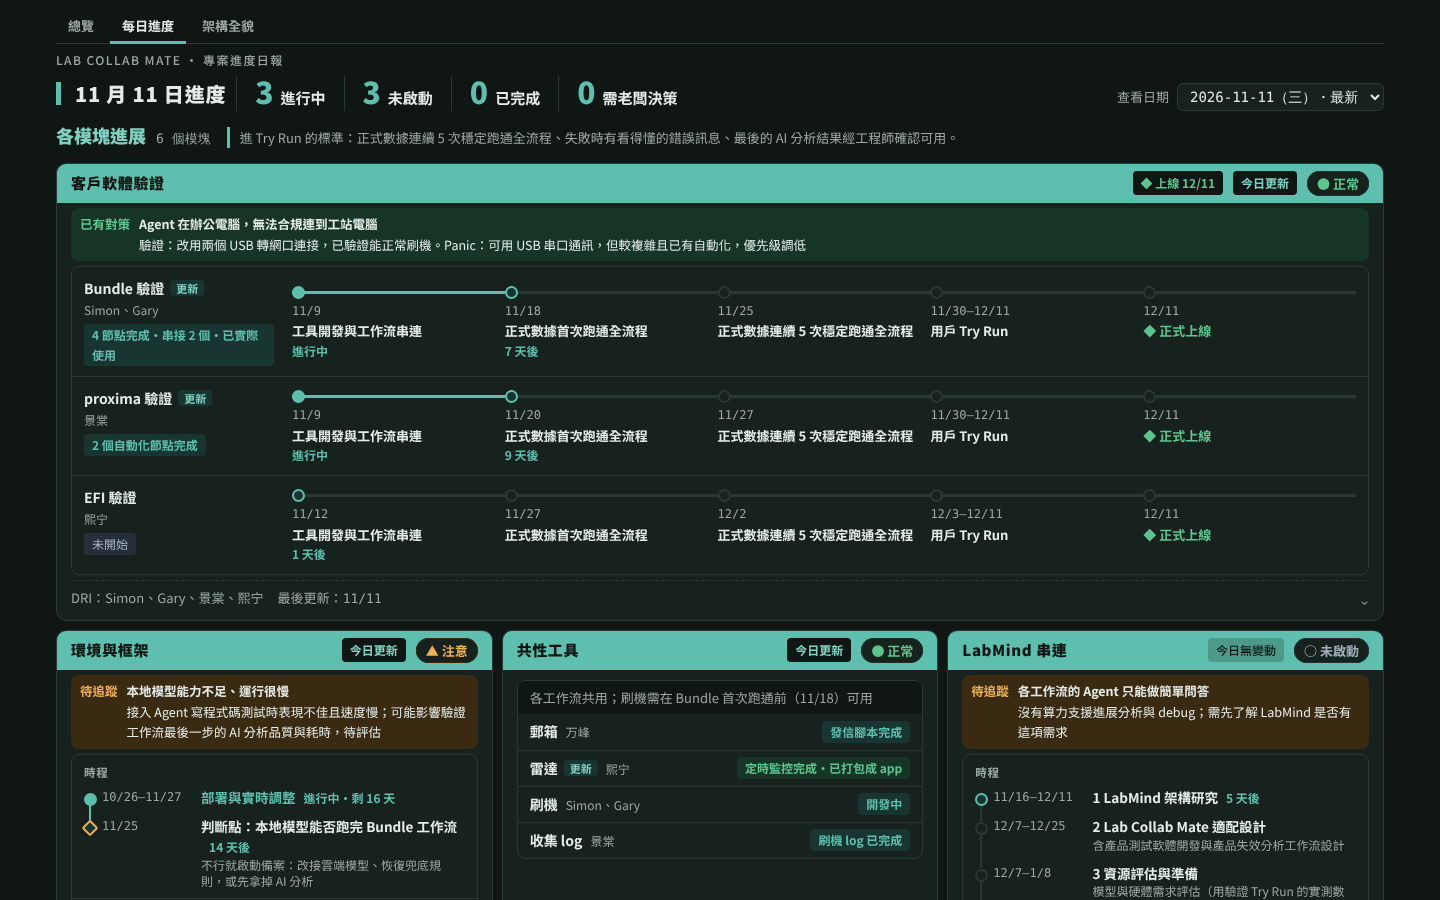 總覽
每日進度
架構全貌
LAB COLLAB MATE • 專案進度日報
11 月 11 日進度
3 進行中
3 未啟動
0 已完成
0 需老闆決策
查看日期
2026-11-11 (三) · 最新
各模塊進展 6 個模塊
進 Try Run 的標準：正式數據連續 5 次穩定跑通全流程、失敗時有看得懂的錯誤訊息、最後的 AI 分析結果經工程師確認可用。
客戶軟體驗證
◆ 上線 12/11
今日更新
正常
已有對策 Agent 在辦公電腦，無法合規連到工站電腦
驗證：改用兩個 USB 轉網口連接，已驗證能正常刷機。Panic：可用 USB 串口通訊，但較複雜且已有自動化，優先級調低
Bundle 驗證 更新
Simon、Gary
4 節點完成・串接 2 個・已實際
使用
11/9
工具開發與工作流串連
進行中
11/18
正式數據首次跑通全流程
7 天後
11/25
正式數據連續 5 次穩定跑通全流程
11/30–12/11
用戶 Try Run
12/11
◆ 正式上線
proxima 驗證 更新
景棠
2 個自動化節點完成
11/9
工具開發與工作流串連
進行中
11/20
正式數據首次跑通全流程
9 天後
11/27
正式數據連續 5 次穩定跑通全流程
11/30–12/11
用戶 Try Run
12/11
◆ 正式上線
EFI 驗證
熙宁
未開始
11/12
工具開發與工作流串連
1 天後
11/27
正式數據首次跑通全流程
12/2
正式數據連續 5 次穩定跑通全流程
12/3–12/11
用戶 Try Run
12/11
◆ 正式上線
DRI：Simon、Gary、景棠、熙宁 最後更新：11/11
環境與框架
今日更新
注意
待追蹤 本地模型能力不足、運行很慢
接入 Agent 寫程式碼測試時表現不佳且速度慢；可能影響驗證
工作流最後一步的 AI 分析品質與耗時，待評估
時程
10/26–11/27 部署與實時調整 進行中・剩 16 天
11/25 判斷點：本地模型能否跑完 Bundle 工作流
14 天後
不行就啟動備案：改接雲端模型、恢復兜底規
則，或先拿掉 AI 分析
共性工具
今日更新
正常
各工作流共用；刷機需在 Bundle 首次跑通前（11/18）可用
郵箱 万峰 發信腳本完成
雷達 更新 熙宁 定時監控完成・已打包成 app
刷機 Simon、Gary 開發中
收集 log 景棠 刷機 log 已完成
LabMind 串連
今日無變動
未啟動
待追蹤 各工作流的 Agent 只能做簡單問答
沒有算力支援進展分析與 debug；需先了解 LabMind 是否有
這項需求
時程
11/16–12/11 1 LabMind 架構研究 5 天後
12/7–12/25 2 Lab Collab Mate 適配設計
含產品測試軟體開發與產品失效分析工作流設計
12/7–1/8 3 資源評估與準備
模型與硬體需求評估（用驗證 Try Run 的實測數